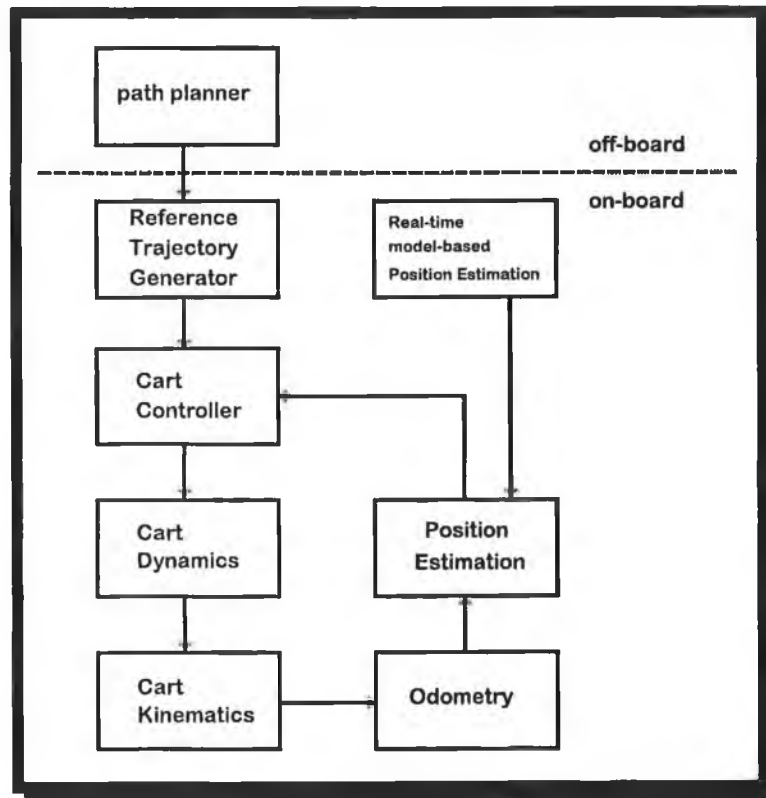 path planner
off-board
on-board
Reference
Trajectory
Generator
Real-time
model-based
Position Estimation
Cart
Controller
Cart
Dynamics
Position
Estimation
Cart
Kinematics
Odometry